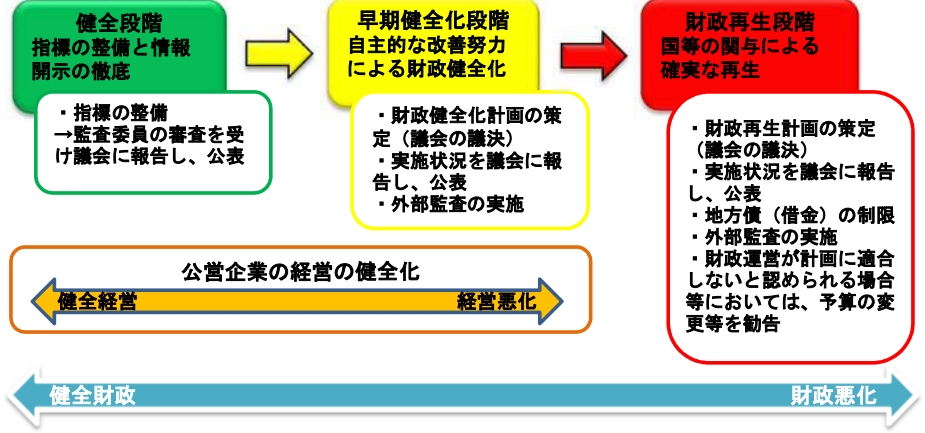 健全段階
指標の整備と情報
開示の徹底
・指標の整備
→監査委員の審査を受
け議会に報告し、公表
早期健全化段階
自主的な改善努力
による財政健全化
・財政健全化計画の策
定（議会の議決）
・実施状況を議会に報
告し、公表
・外部監査の実施
財政再生段階
国等の関与による
確実な再生
・財政再生計画の策定
（議会の議決）
・実施状況を議会に報告
し、公表
・地方債（借金）の制限
・外部監査の実施
・財政運営が計画に適合
しないと認められる場合
等においては、予算の変
更等を勧告
公営企業の経営の健全化
健全経営 経営悪化
健全財政 財政悪化